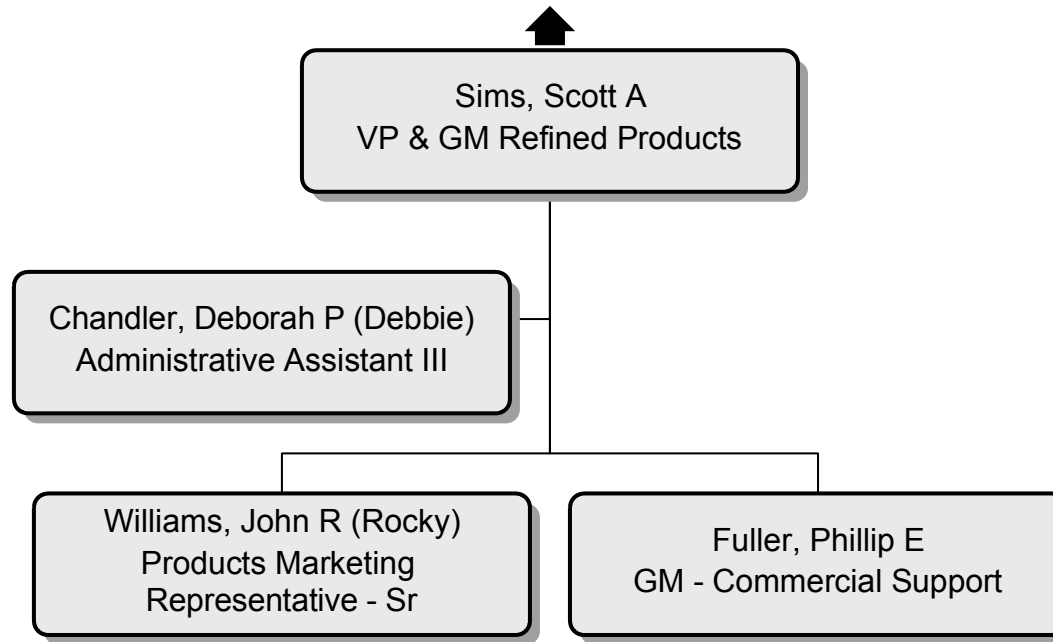 Sims, Scott A
VP & GM Refined Products
Chandler, Deborah P (Debbie)
Administrative Assistant III
Williams, John R (Rocky)
Products Marketing
Representative - Sr
Fuller, Phillip E
GM - Commercial Support